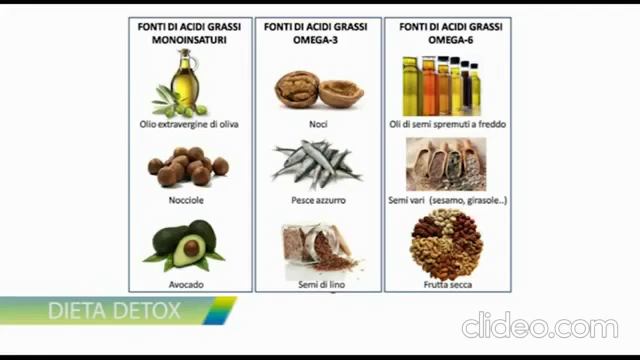 FONTI DI ACIDI GRASSI
MONOINSATURI
Olio extravergine di oliva
Nocciole
Avocado
FONTI DI ACIDI GRASSI
OMEGA-3
Noci
Pesce azzurro
Semi di lino
FONTI DI ACIDI GRASSI
OMEGA-6
Oli di semi spremuti a freddo
Semi vari (sesamo, girasole..)
Frutta secca
DIETA DETOX
clideo.com